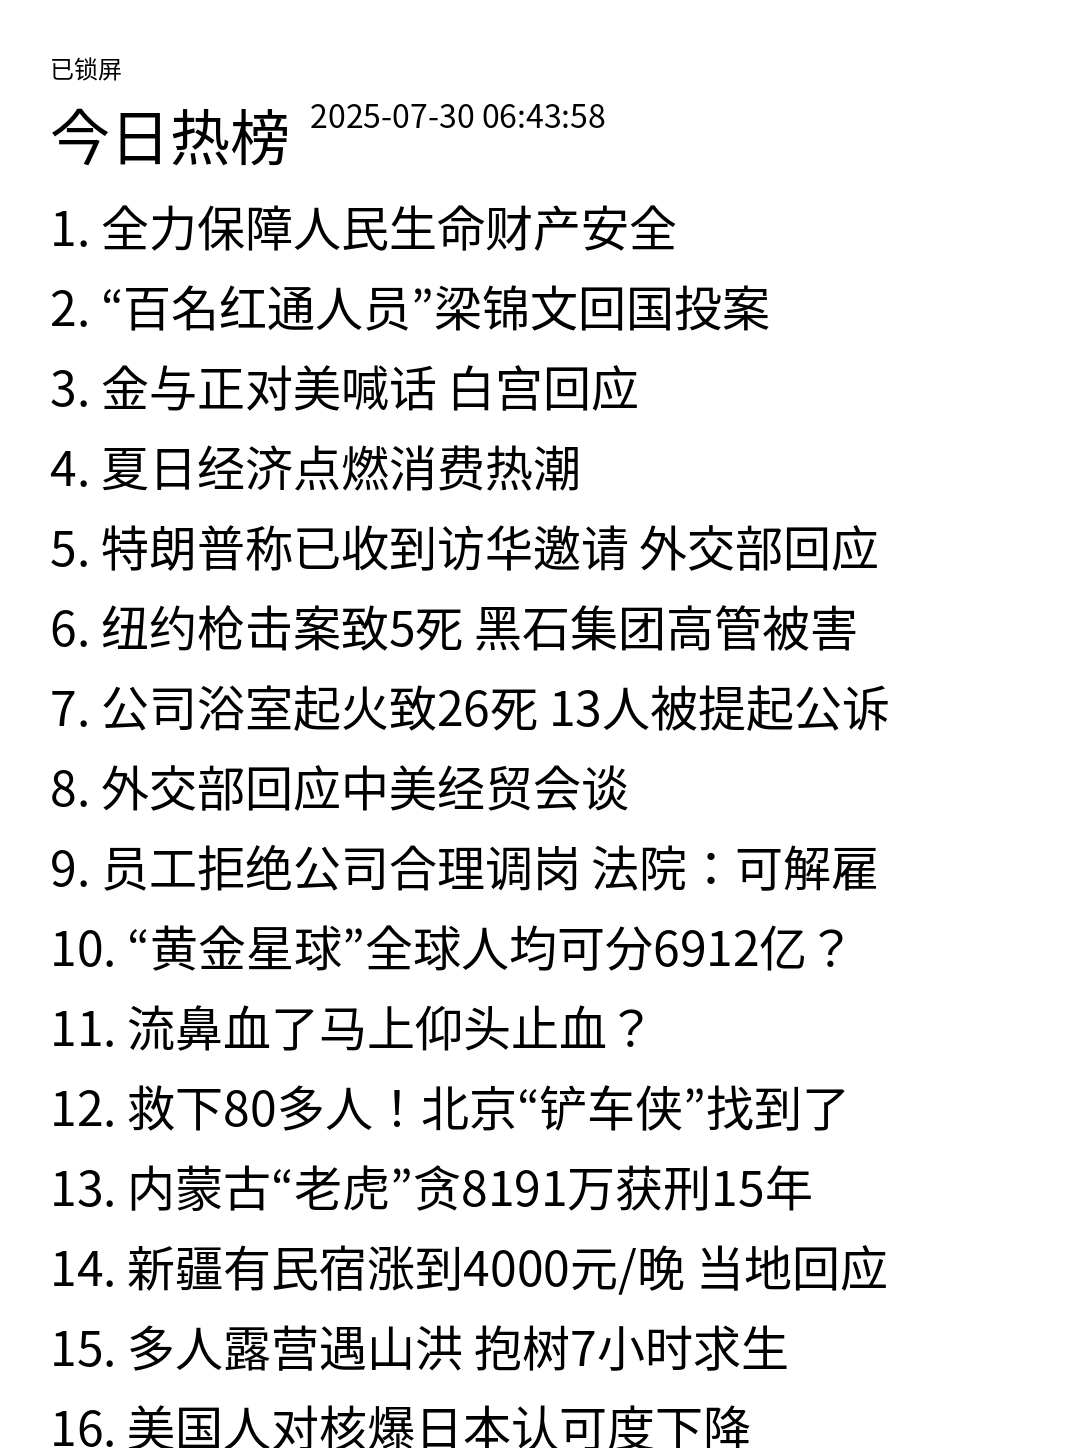 已锁屏
今日热榜 2025-07-30 06:43:58
1. 全力保障人民生命财产安全
2. “百名红通人员”梁锦文回国投案
3. 金与正对美喊话 白宫回应
4. 夏日经济点燃消费热潮
5. 特朗普称已收到访华邀请 外交部回应
6. 纽约枪击案致5死 黑石集团高管被害
7. 公司浴室起火致26死 13人被提起公诉
8. 外交部回应中美经贸会谈
9. 员工拒绝公司合理调岗 法院：可解雇
10. “黄金星球”全球人均可分6912亿？
11. 流鼻血了马上仰头止血？
12. 救下80多人！北京“铲车侠”找到了
13. 内蒙古“老虎”贪8191万获刑15年
14. 新疆有民宿涨到4000元/晚 当地回应
15. 多人露营遇山洪 抱树7小时求生
16. 美国人对核爆日本认可度下降